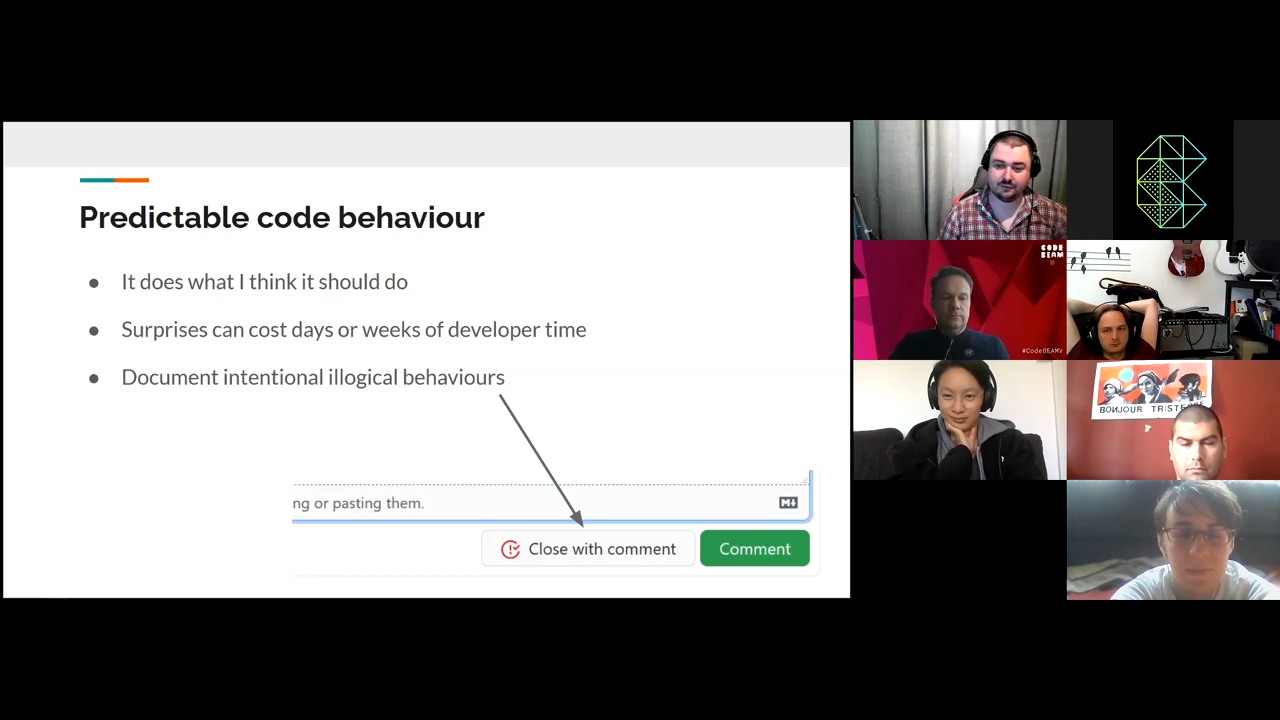 Predictable code behaviour
● It does what I think it should do
● Surprises can cost days or weeks of developer time
● Document intentional illogical behaviours
ng or pasting them.
M↓
Close with comment
Comment
CODE
BEAM
#CodeBEAMV
BONJOUR TRISTESSE